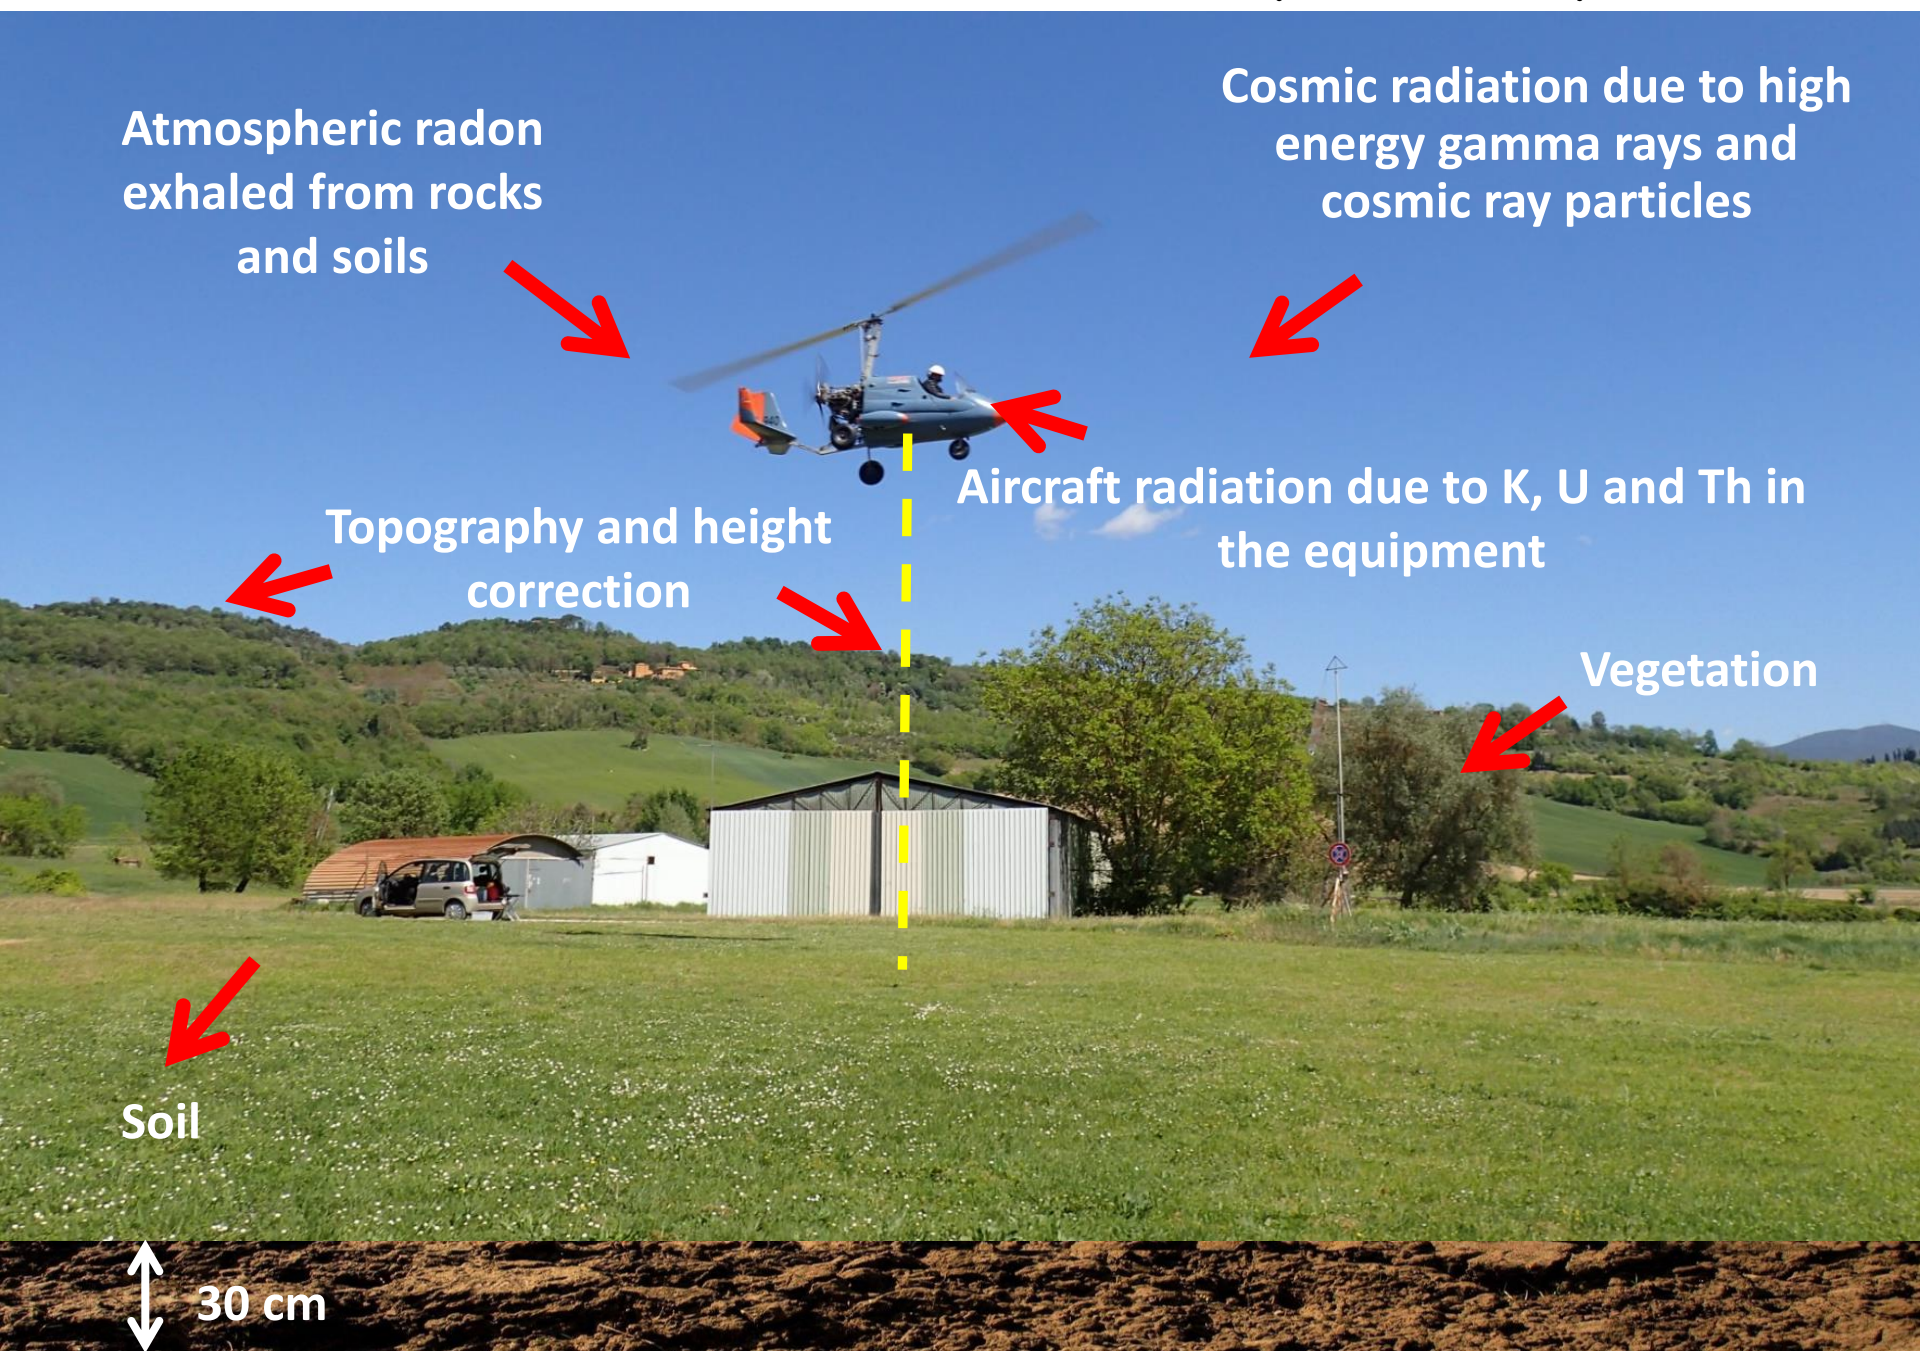 Atmospheric radon
exhaled from rocks
and soils
Cosmic radiation due to high
energy gamma rays and
cosmic ray particles
Aircraft radiation due to K, U and Th in
the equipment
Topography and height
correction
Vegetation
Soil
30 cm